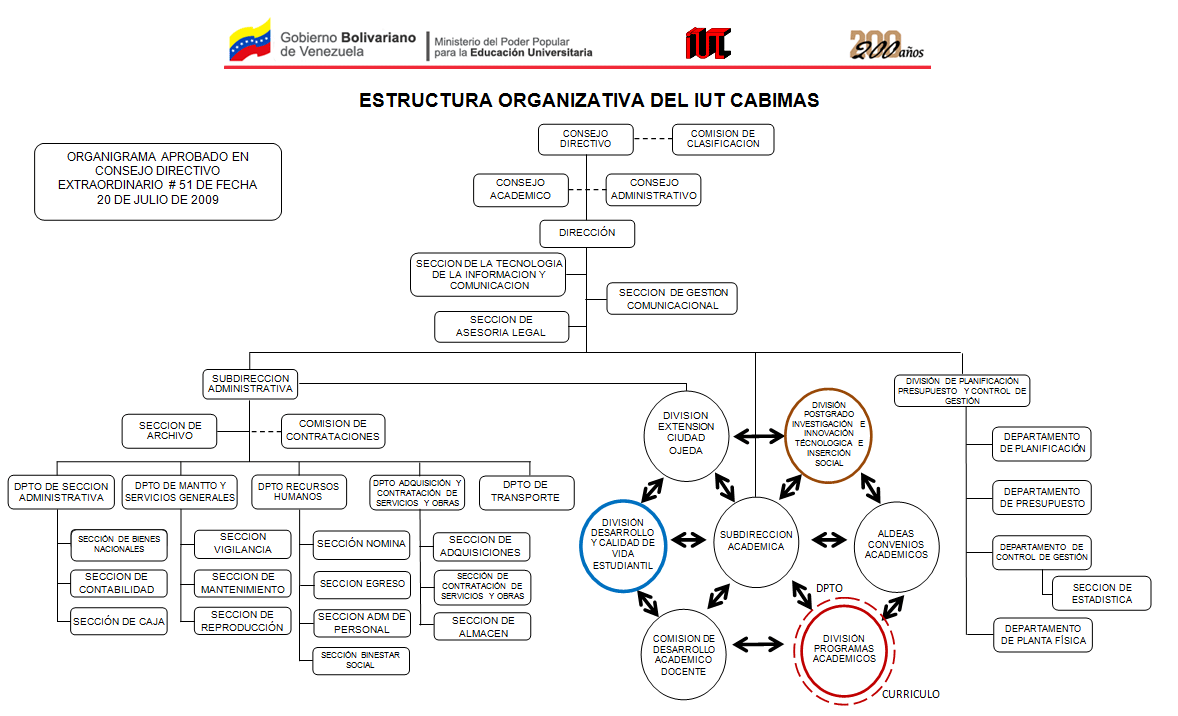 Gobierno Bolivariano
de Venezuela
Ministerio del Poder Popular
para la Educación Universitaria
IUTC
200
200 años
ESTRUCTURA ORGANIZATIVA DEL IUT CABIMAS
ORGANIGRAMA APROBADO EN
CONSEJO DIRECTIVO
EXTRAORDINARIO # 51 DE FECHA
20 DE JULIO DE 2009
CONSEJO
DIRECTIVO
COMISION DE
CLASIFICACION
CONSEJO
ACADEMICO
CONSEJO
ADMINISTRATIVO
DIRECCIÓN
SECCION DE LA TECNOLOGIA
DE LA INFORMACION Y
COMUNICACION
SECCION DE GESTION
COMUNICACIONAL
SECCION DE
ASESORIA LEGAL
SUBDIRECCION
ADMINISTRATIVA
SECCION DE
ARCHIVO
COMISION DE
CONTRATACIONES
DPTO DE SECCION
ADMINISTRATIVA
DPTO DE MANTTO Y
SERVICIOS GENERALES
DPTO RECURSOS
HUMANOS
DPTO ADQUISICIÓN Y
CONTRATACIÓN DE
SERVICIOS Y OBRAS
DPTO DE
TRANSPORTE
SECCIÓN DE BIENES
NACIONALES
SECCION DE
CONTABILIDAD
SECCIÓN DE CAJA
SECCION
VIGILANCIA
SECCION DE
MANTENIMIENTO
SECCION DE
REPRODUCCIÓN
SECCIÓN NOMINA
SECCION EGRESO
SECCION ADM DE
PERSONAL
SECCIÓN BINESTAR
SOCIAL
SECCION DE
ADQUISICIONES
SECCIÓN DE
CONTRATACIÓN DE
SERVICIOS Y OBRAS
SECCION DE
ALMACEN
DIVISION
EXTENSION
CIUDAD
OJEDA
DIVISIÓN
POSTGRADO
INVESTIGACIÓN E
INNOVACIÓN
TÉCNOLOGICA E
INSERCIÓN
SOCIAL
DIVISIÓN
DESARROLLO
Y CALIDAD DE
VIDA
ESTUDIANTIL
SUBDIRECCION
ACADEMICA
ALDEAS
CONVENIOS
ACADEMICOS
COMISION DE
DESARROLLO
ACADEMICO
DOCENTE
DPTO
DIVISIÓN
PROGRAMAS
ACADEMICOS
CURRICULO
DIVISIÓN DE PLANIFICACIÓN
PRESUPUESTO Y CONTROL DE
GESTIÓN
DEPARTAMENTO
DE PLANIFICACIÓN
DEPARTAMENTO
DE PRESUPUESTO
DEPARTAMENTO DE
CONTROL DE GESTIÓN
SECCION DE
ESTADISTICA
DEPARTAMENTO
DE PLANTA FÍSICA